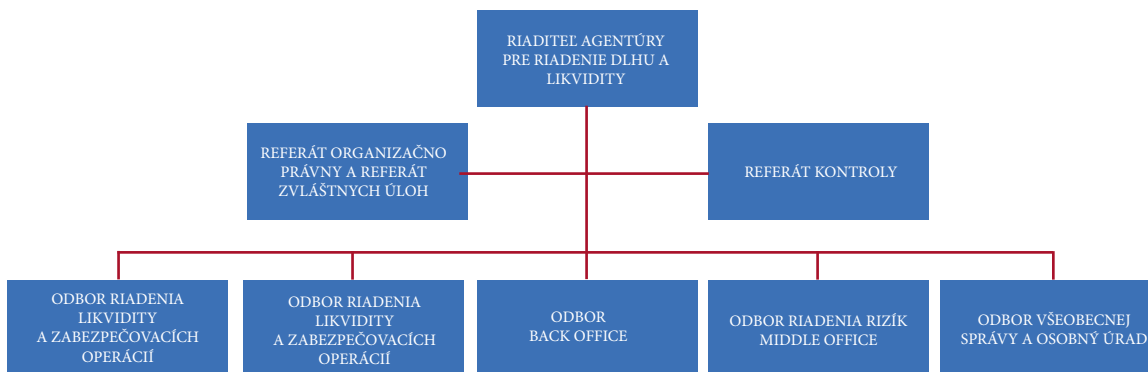 RIADITEĽ AGENTÚRY
PRE RIADENIE DLHU A
LIKVIDITY
REFERÁT ORGANIZAČNO
PRÁVNY A REFERÁT
ZVLÁŠTNYCH ÚLOH
REFERÁT KONTROLY
ODBOR RIADENIA
LIKVIDITY
A ZABEZPEČOVACÍCH
OPERÁCIÍ
ODBOR RIADENIA
LIKVIDITY
A ZABEZPEČOVACÍCH
OPERÁCIÍ
ODBOR
BACK OFFICE
ODBOR RIADENIA RIZÍK
MIDDLE OFFICE
ODBOR VŠEOBECNEJ
SPRÁVY A OSOBNÝ ÚRAD